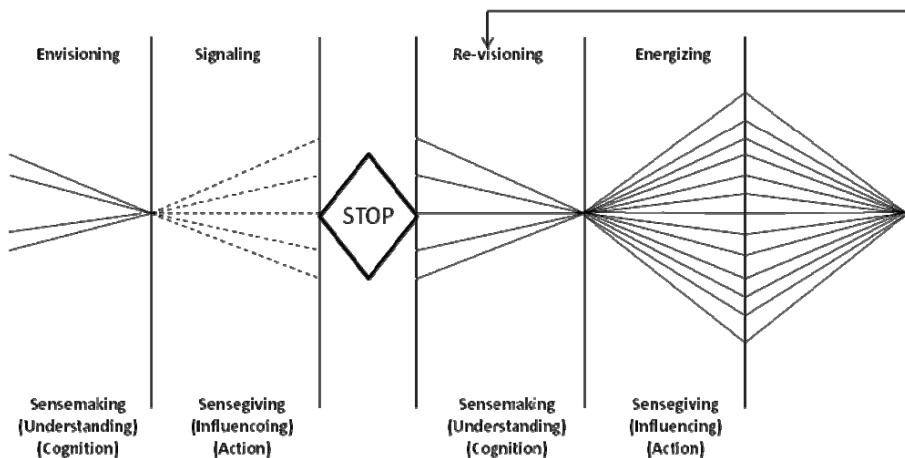 Envisioning
Signaling
Re-visioning
Energizing
STOP
Sensemaking
(Understanding)
(Cognition)
Sensegiving
(Influencoing)
(Action)
Sensemaking
(Understanding)
(Cognition)
Sensegiving
(Influencing)
(Action)